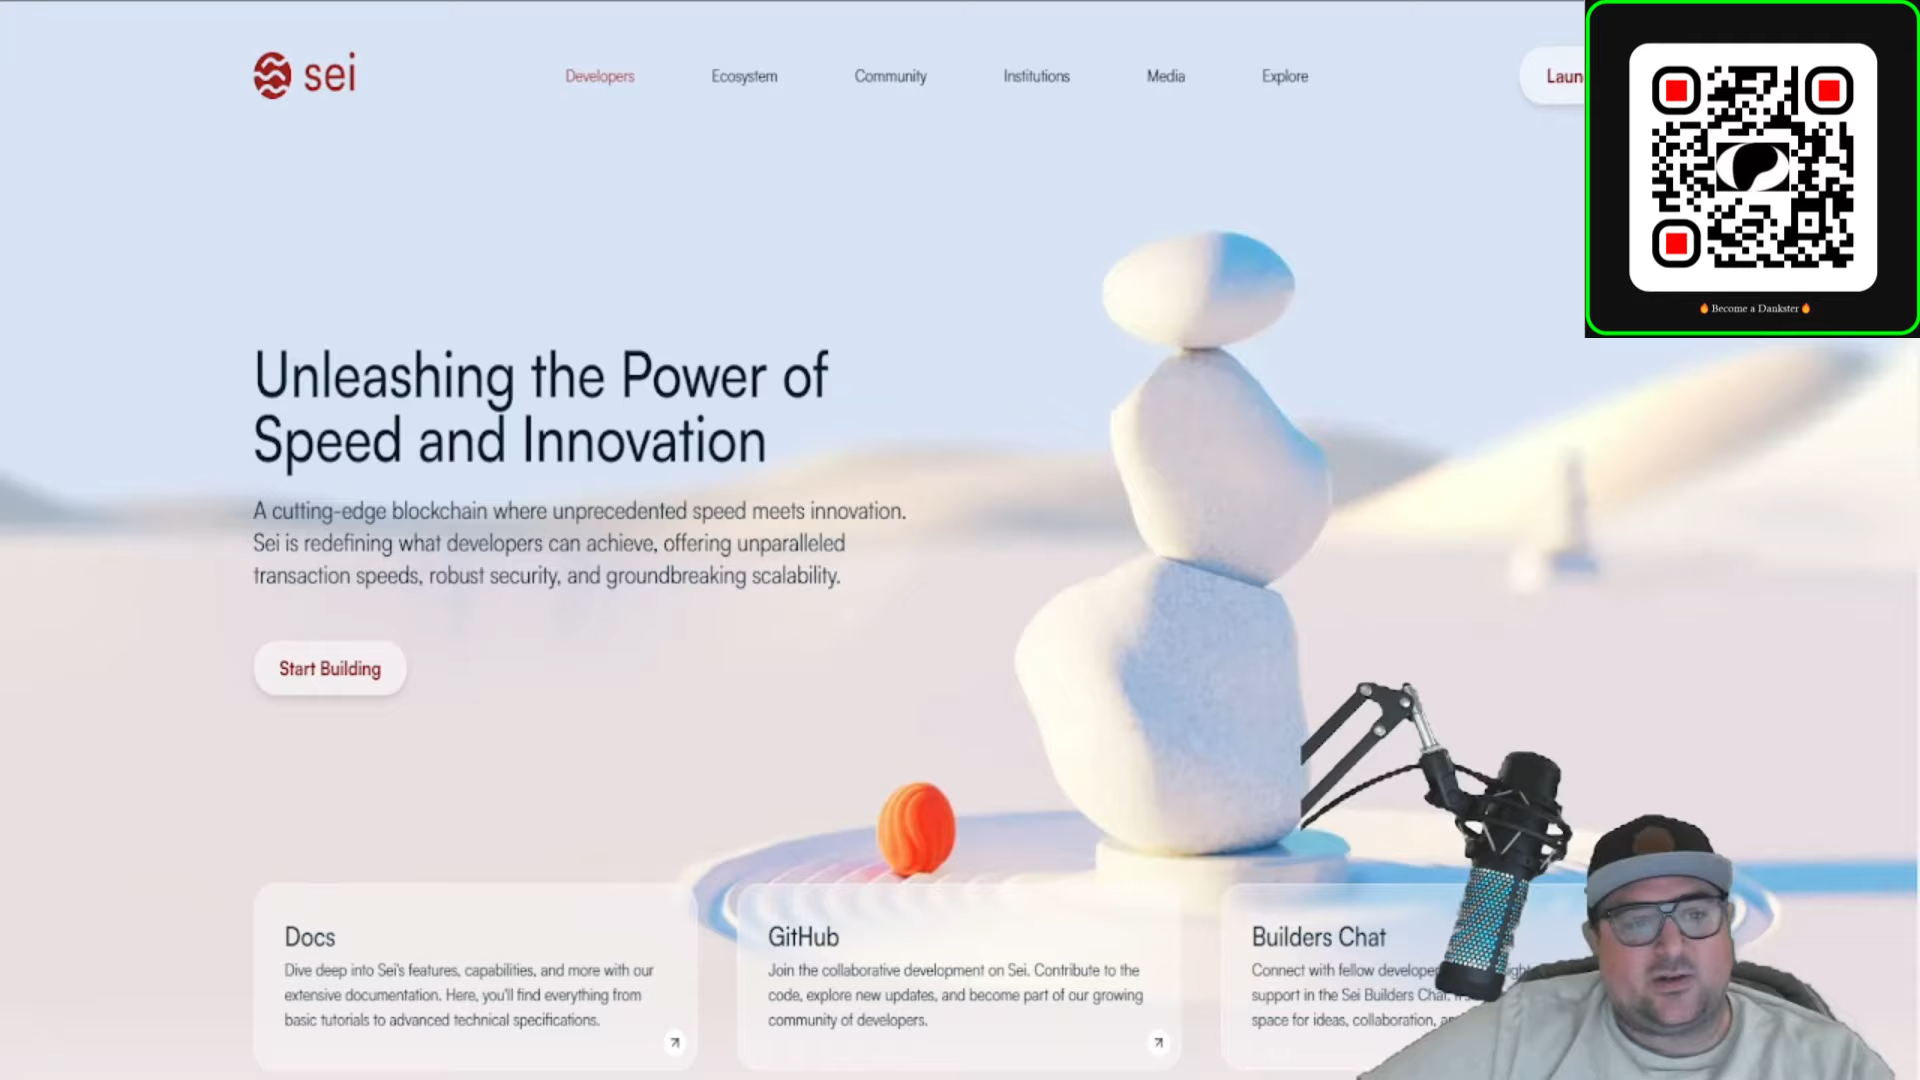 sei
Developers
Ecosystem
Community
Institutions
Media
Explore
🔥 Become a Dankster 🔥
Unleashing the Power of
Speed and Innovation
A cutting-edge blockchain where unprecedented speed meets innovation.
Sei is redefining what developers can achieve, offering unparalleled
transaction speeds, robust security, and groundbreaking scalability.
Start Building
Docs
Dive deep into Sei's features, capabilities, and more with our
extensive documentation. Here, you'll find everything from
basic tutorials to advanced technical specifications.
GitHub
Join the collaborative development on Sei. Contribute to the
code, explore new updates, and become part of our growing
community of developers.
Builders Chat
Connect with fellow
support in the Sei Builders Chat.
space for ideas, collaboration,